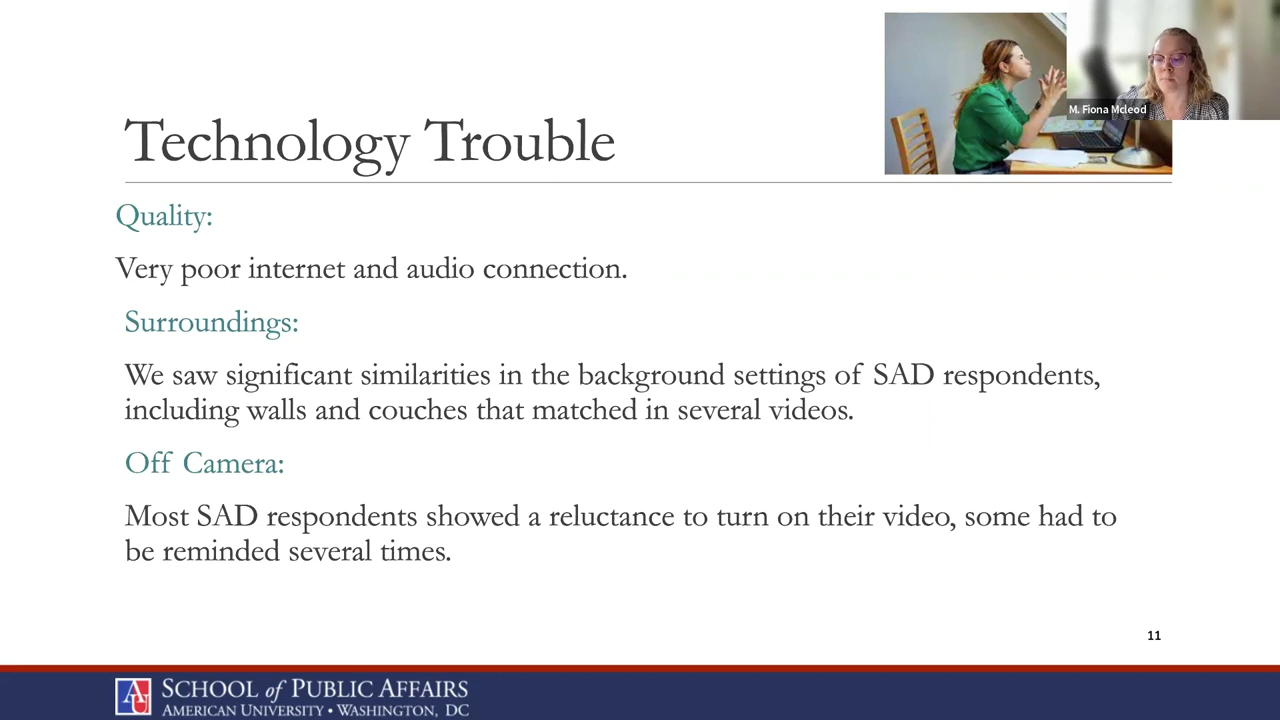 M. Fiona Mcleod
Technology Trouble
Quality:
Very poor internet and audio connection.
Surroundings:
We saw significant similarities in the background settings of SAD respondents,
including walls and couches that matched in several videos.
Off Camera:
Most SAD respondents showed a reluctance to turn on their video, some had to
be reminded several times.
11
AU
SCHOOL of PUBLIC AFFAIRS
AMERICAN UNIVERSITY • WASHINGTON, DC